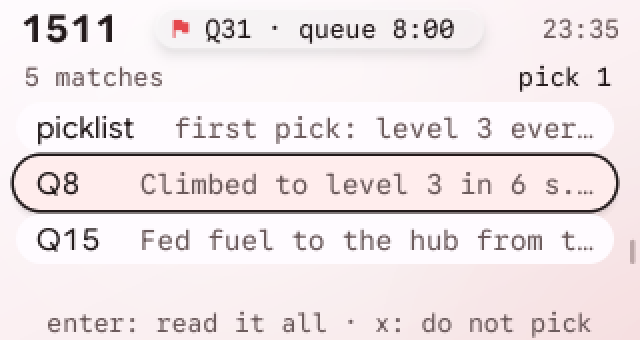 1511 Q31 · queue 8:00 23:35
5 matches pick 1
picklist first pick: level 3 ever…
Q8 Climbed to level 3 in 6 s.…
Q15 Fed fuel to the hub from t…
enter: read it all · x: do not pick